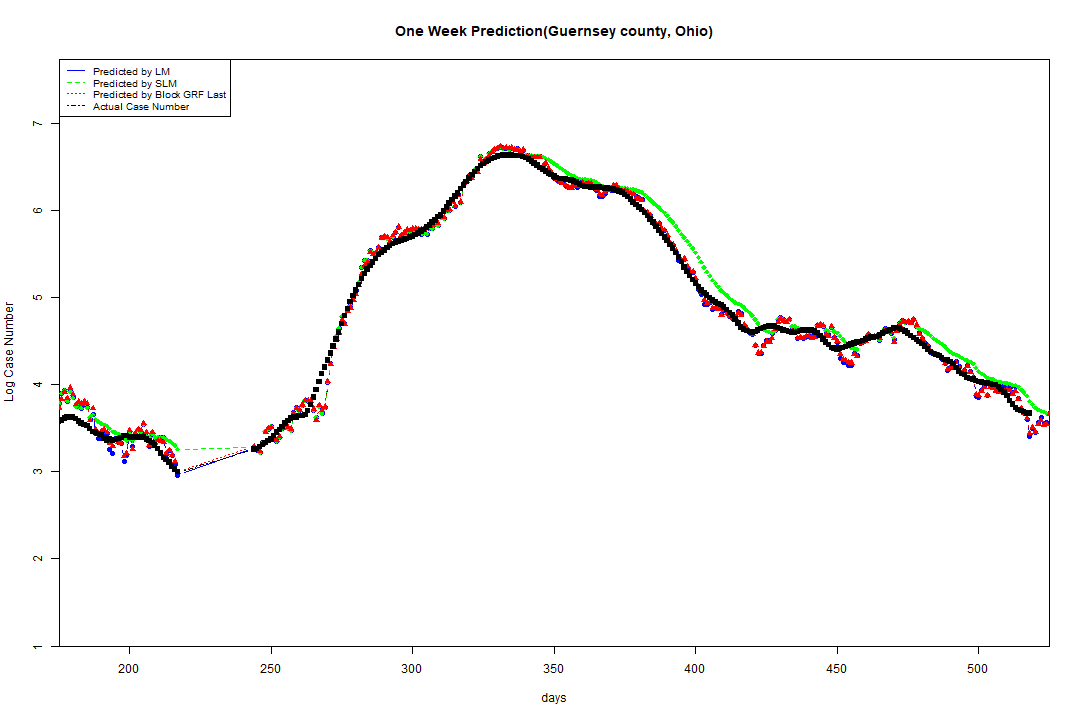 One Week Prediction(Guernsey county, Ohio)
Predicted by LM
Predicted by SLM
Predicted by Block GRF Last
Actual Case Number
7
6
5
4
3
2
1
Log Case Number
200 250 300 350 400 450 500
days